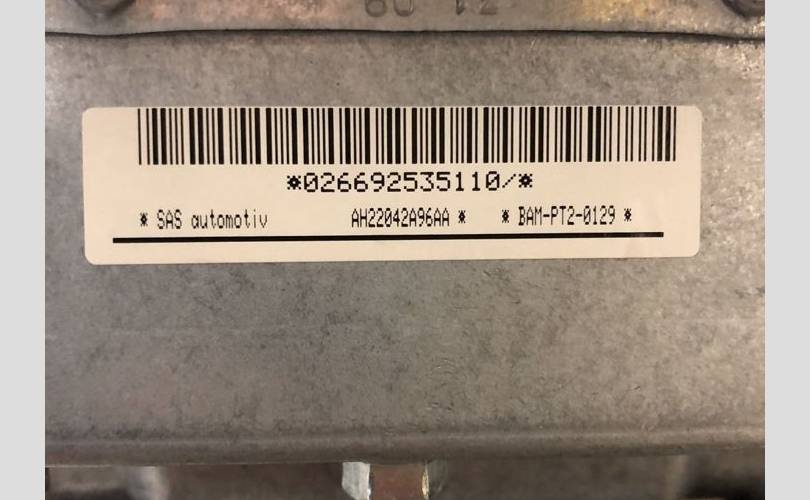 *026692535110/*
* SAS automotiv AH22042A96AA * * BAM-PT2-0129 *